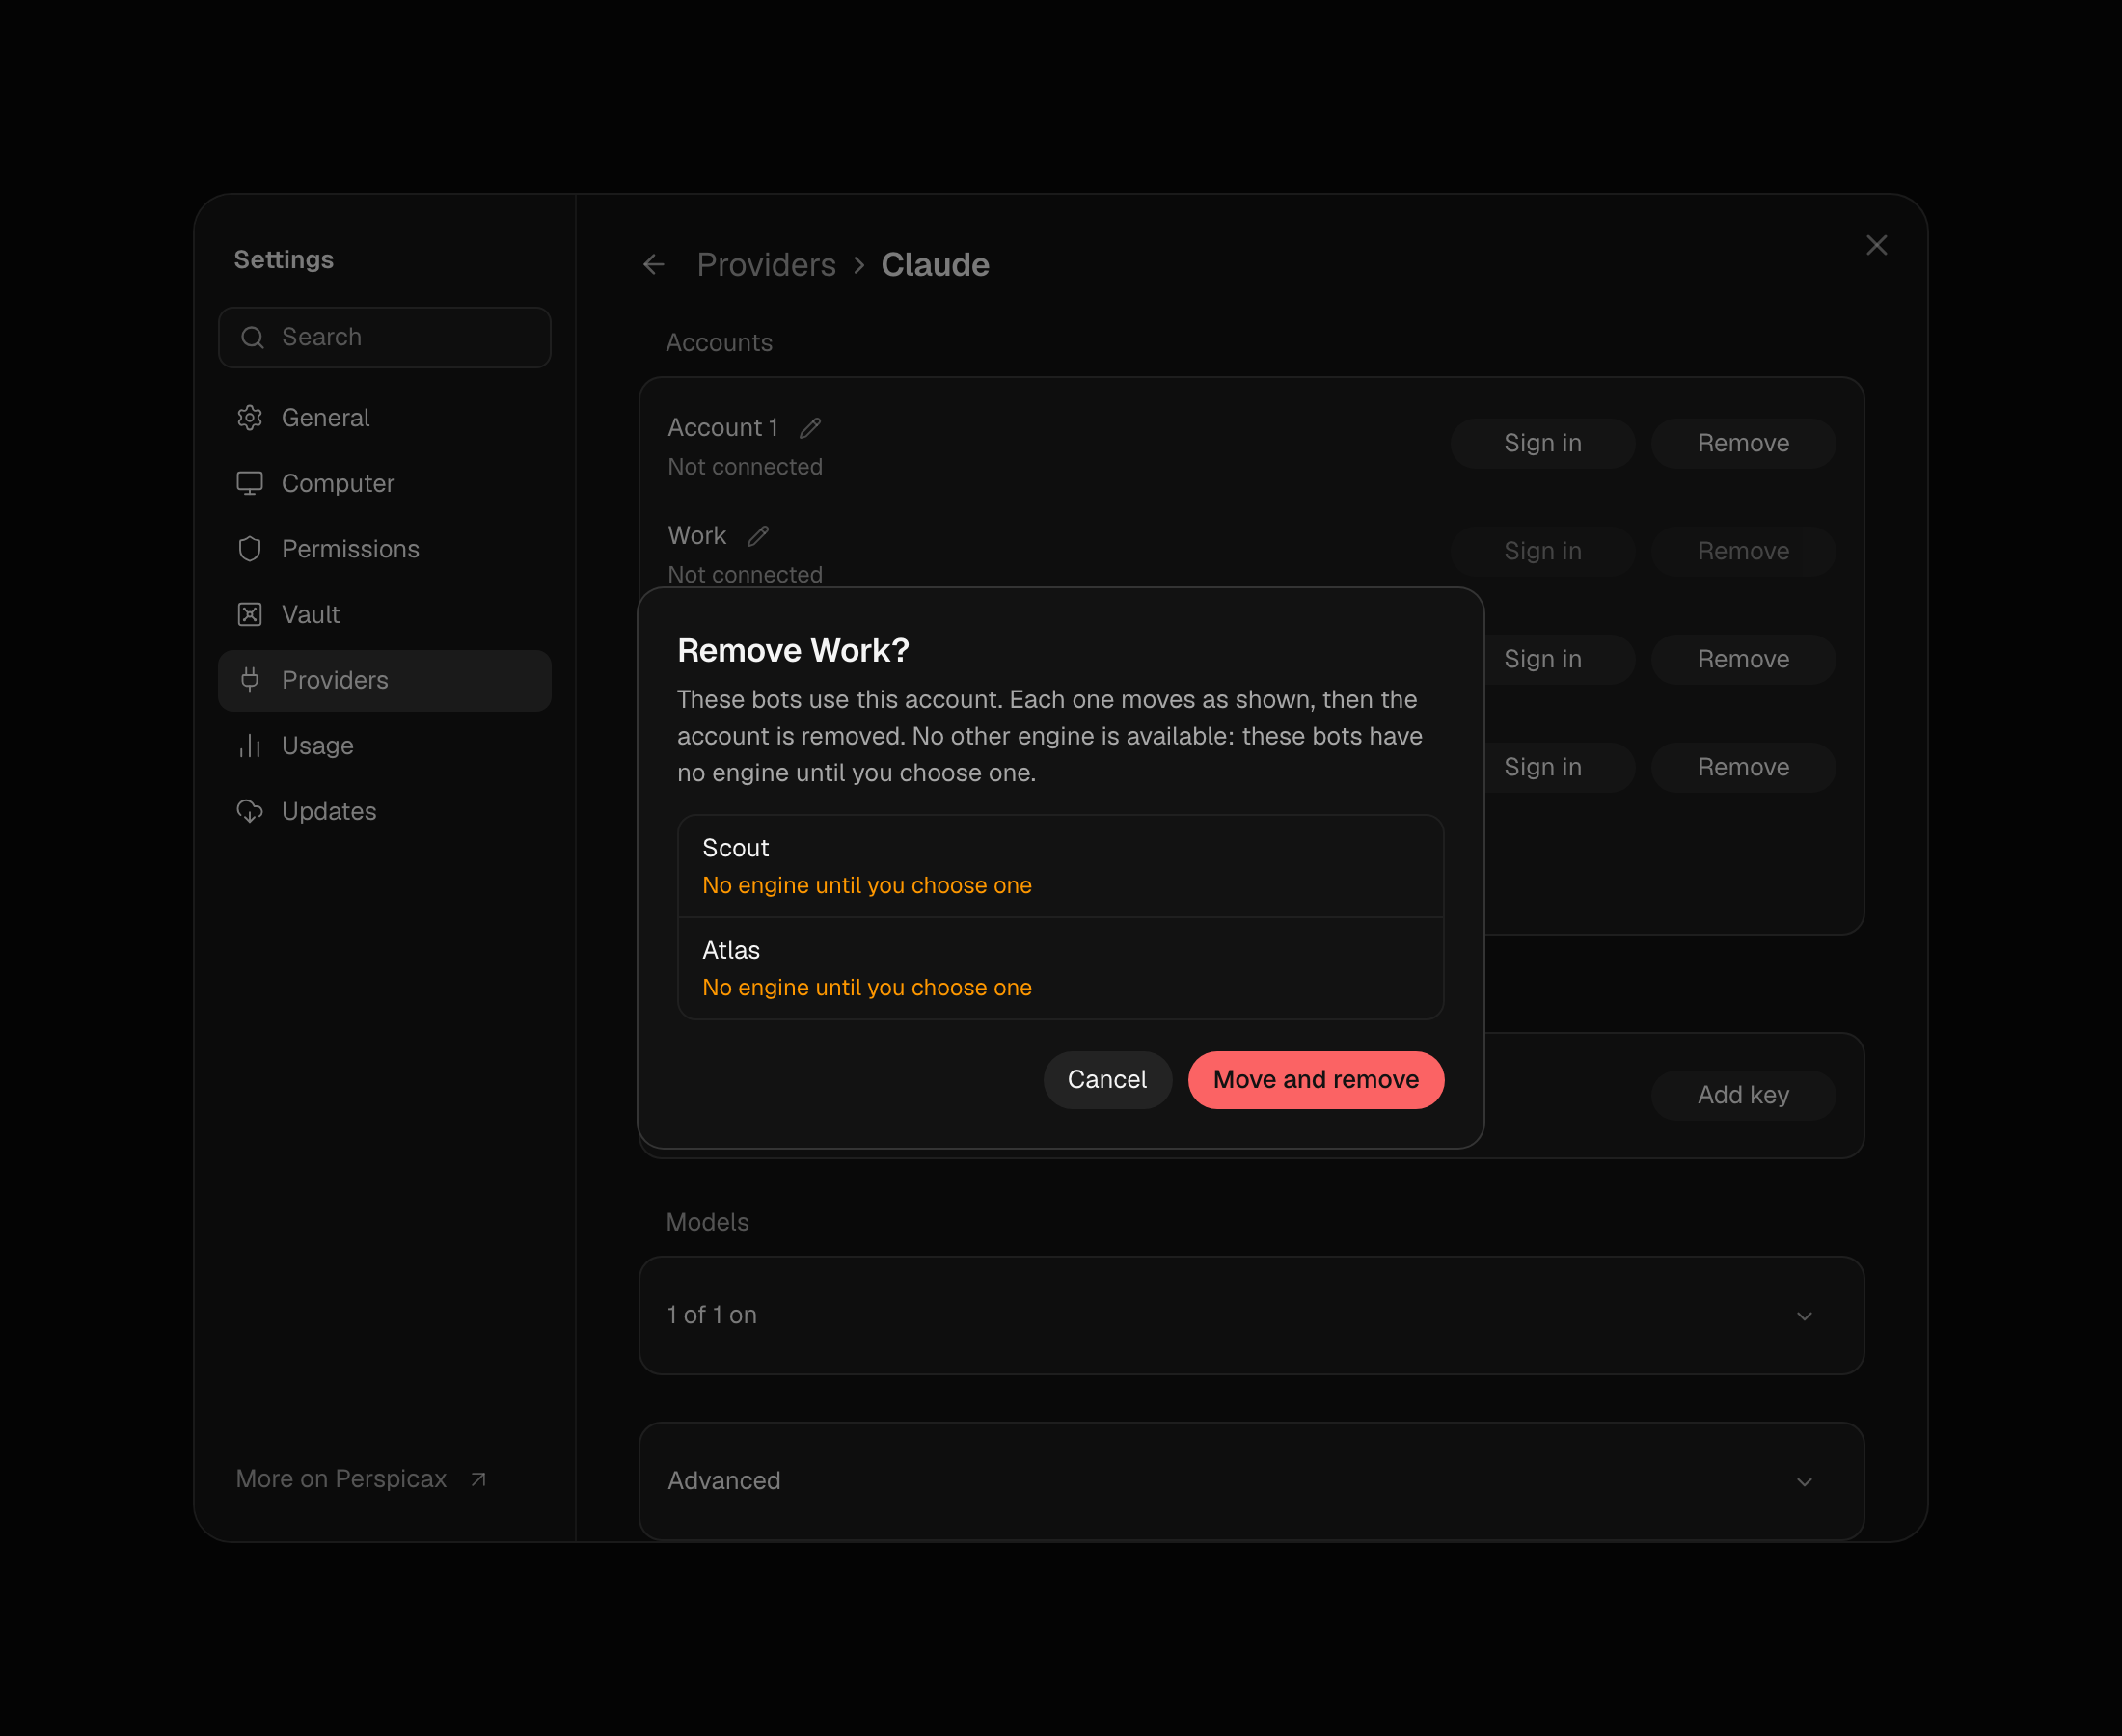 Settings
Search
General
Computer
Permissions
Vault
Providers
Usage
Updates
More on Perspicax
Providers > Claude
Accounts
Account 1
Not connected
Sign in
Remove
Work
Not connected
Sign in
Remove
Sign in
Remove
Sign in
Remove
Remove Work?
These bots use this account. Each one moves as shown, then the
account is removed. No other engine is available: these bots have
no engine until you choose one.
Scout
No engine until you choose one
Atlas
No engine until you choose one
Cancel
Move and remove
Add key
Models
1 of 1 on
Advanced